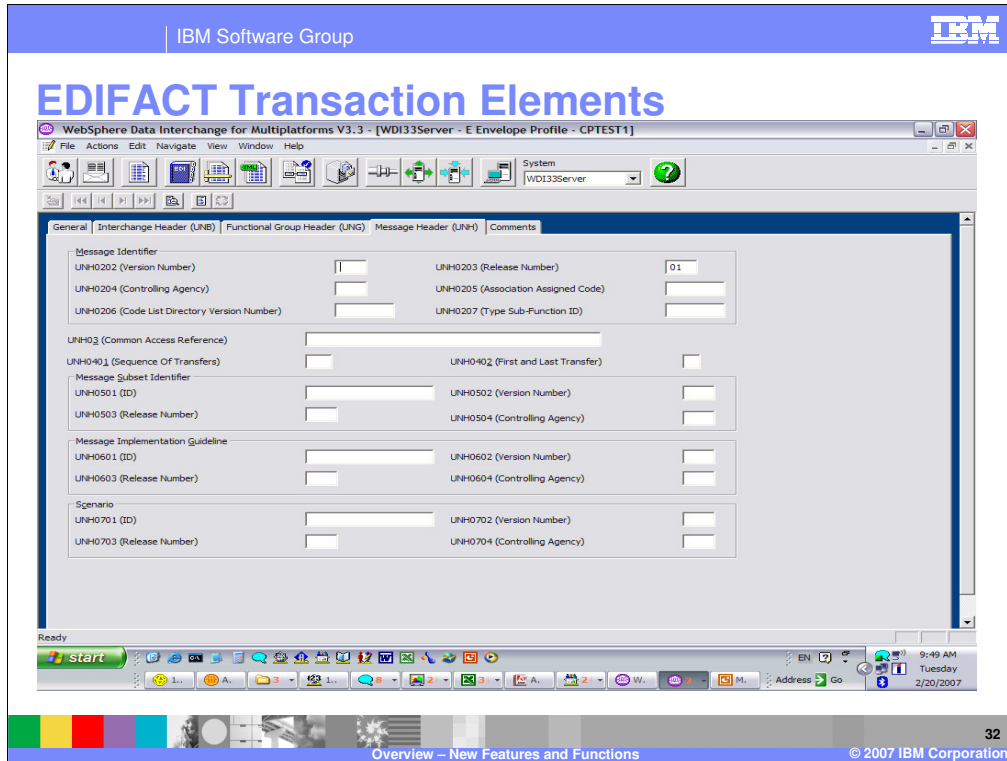 IBM Software Group
IBM
EDIFACT Transaction Elements
WebSphere Data Interchange for Multiplatforms V3.3 - [WDI33Server - E Envelope Profile - CPTEST1]
File Actions Edit Navigate View Window Help
System
WDI33Server
General Interchange Header (UNB) Functional Group Header (UNG) Message Header (UNH) Comments
Message Identifier
UNH0202 (Version Number) UNH0203 (Release Number) 01
UNH0204 (Controlling Agency) UNH0205 (Association Assigned Code)
UNH0206 (Code List Directory Version Number) UNH0207 (Type Sub-Function ID)
UNH03 (Common Access Reference)
UNH0401 (Sequence Of Transfers) UNH0402 (First and Last Transfer)
Message Subset Identifier
UNH0501 (ID) UNH0502 (Version Number)
UNH0503 (Release Number) UNH0504 (Controlling Agency)
Message Implementation Guideline
UNH0601 (ID) UNH0602 (Version Number)
UNH0603 (Release Number) UNH0604 (Controlling Agency)
Scenario
UNH0701 (ID) UNH0702 (Version Number)
UNH0703 (Release Number) UNH0704 (Controlling Agency)
Ready
start EN 9:49 AM
Tuesday
1.. A. 3 1.. 8 2 3 A. 2 W. M. Address Go 2/20/2007
32
Overview – New Features and Functions © 2007 IBM Corporation